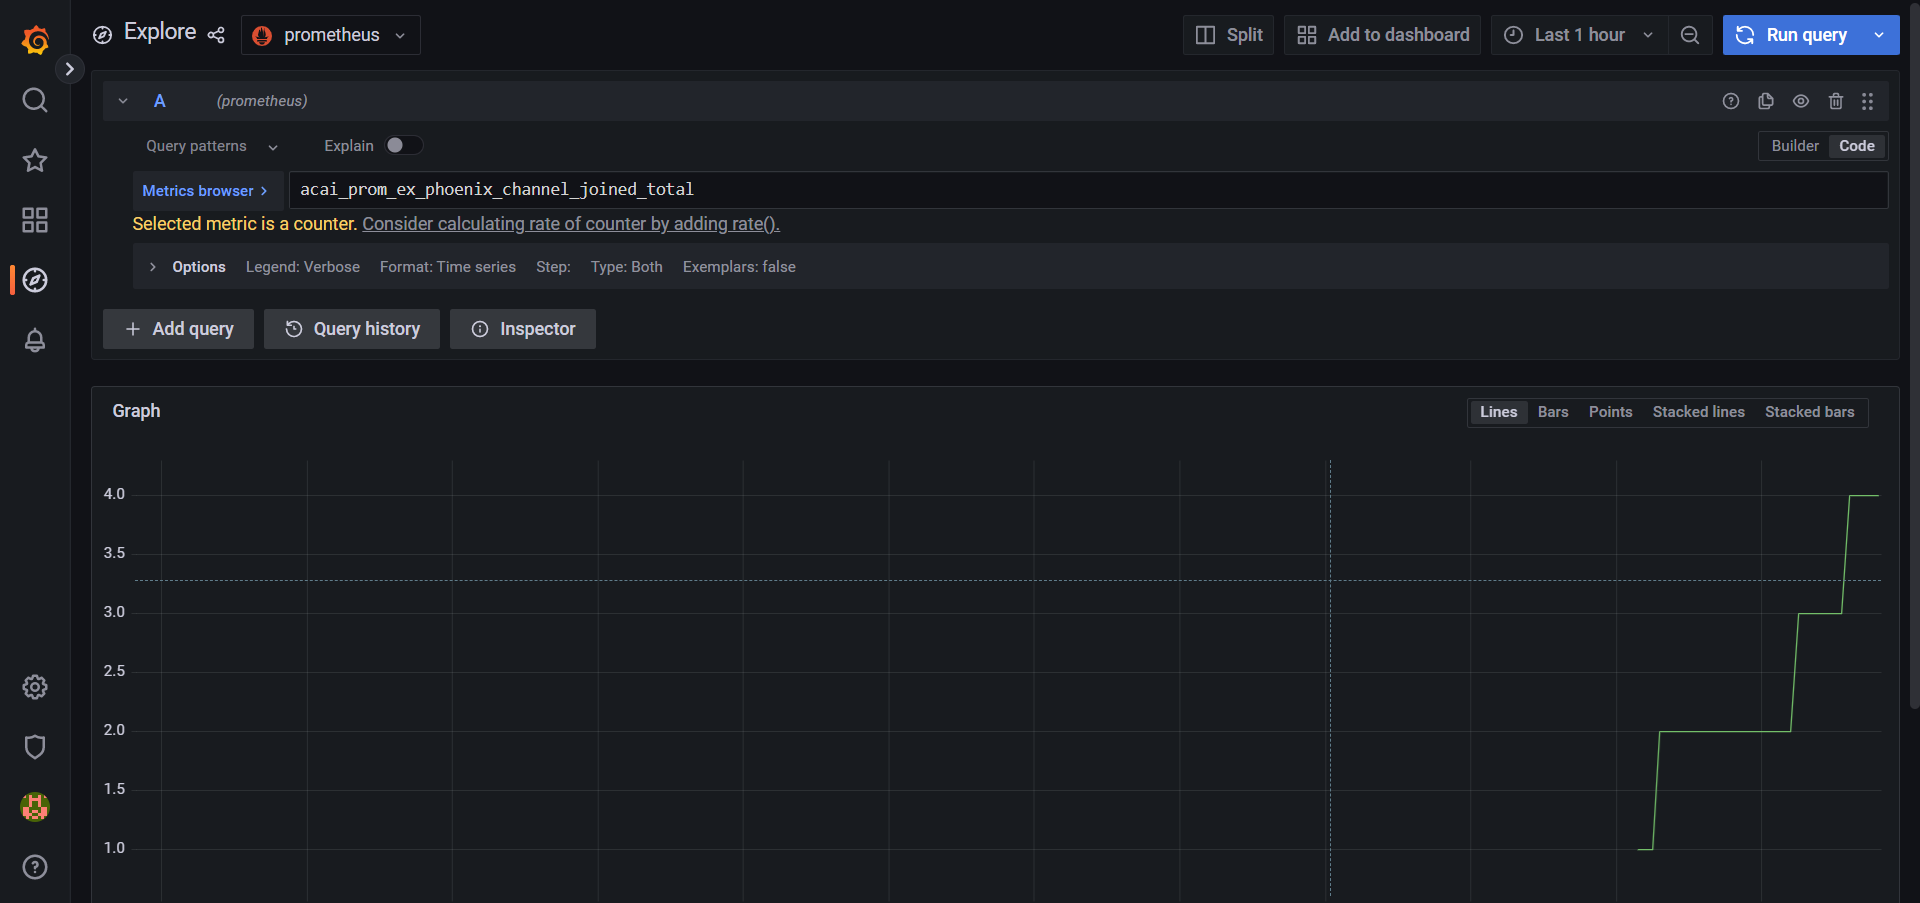 Explore prometheus Split Add to dashboard Last 1 hour Run query
A (prometheus)
Query patterns Explain Builder Code
Metrics browser > acai_prom_ex_phoenix_channel_joined_total
Selected metric is a counter. Consider calculating rate of counter by adding rate().
Options Legend: Verbose Format: Time series Step: Type: Both Exemplars: false
+ Add query Query history Inspector
Graph Lines Bars Points Stacked lines Stacked bars
4.0
3.5
3.0
2.5
2.0
1.5
1.0